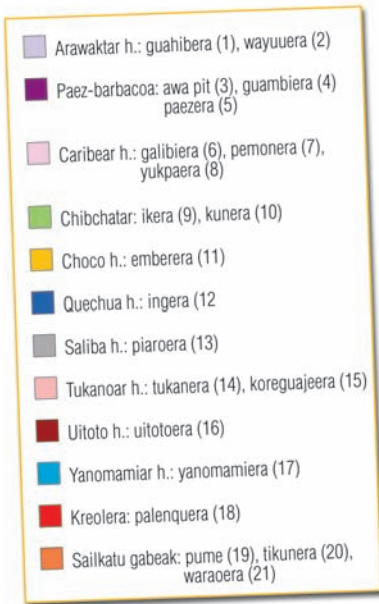 Arawaktar h.: guahibera (1), wayuuera (2)
Paez-barbacoa: awa pit (3), guambiera (4)
paezera (5)
Caribear h.: galibiera (6), pemonera (7),
yukpaera (8)
Chibchatar: ikera (9), kunera (10)
Choco h.: emberera (11)
Quechua h.: ingera (12
Saliba h.: piaroera (13)
Tukanoar h.: tukanera (14), koreguajeera (15)
Uitoto h.: uitotoera (16)
Yanomamiar h.: yanomamiera (17)
Kreolera: palenquera (18)
Sailkatu gabeak: pume (19), tikunera (20),
waraoera (21)